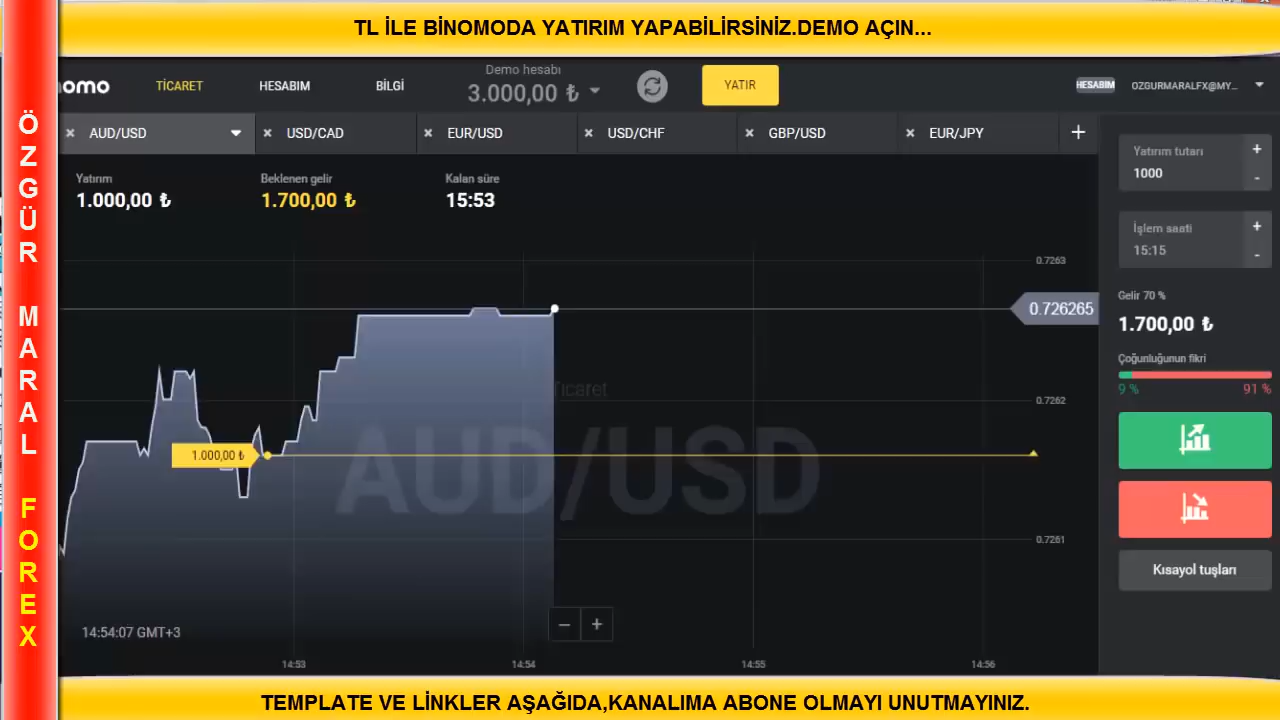 TL İLE BİNOMODA YATIRIM YAPABİLİRSİNİZ.DEMO AÇIN...
ÖZGÜR MARAL FOREX
nomo
TİCARET
HESABIM
BİLGİ
Demo hesabı
3.000,00 ₺
YATIR
HESABIM
OZGURMARALFX@MY...
× AUD/USD
× USD/CAD
× EUR/USD
× USD/CHF
× GBP/USD
× EUR/JPY
+
Yatırım
1.000,00 ₺
Beklenen gelir
1.700,00 ₺
Kalan süre
15:53
Yatırım tutarı
1000
+
-
İşlem saati
15:15
+
-
Gelir 70 %
1.700,00 ₺
Çoğunluğunun fikri
9 %
91 %
Kısayol tuşları
0.7263
0.726265
0.7262
0.7261
Ticaret
AUD/USD
1.000,00 ₺
14:54:07 GMT+3
− +
14:53
14:54
14:55
14:56
TEMPLATE VE LİNKLER AŞAĞIDA,KANALIMA ABONE OLMAYI UNUTMAYINIZ.